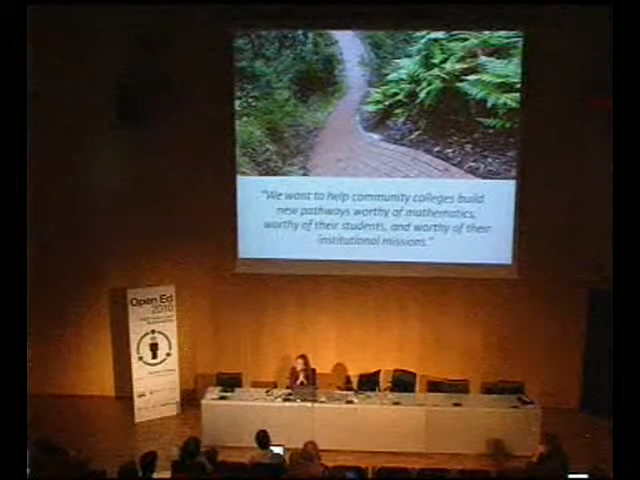 "We want to help community colleges build
new pathways worthy of mathematics,
worthy of their students, and worthy of their
institutional missions."
Open Ed
2010